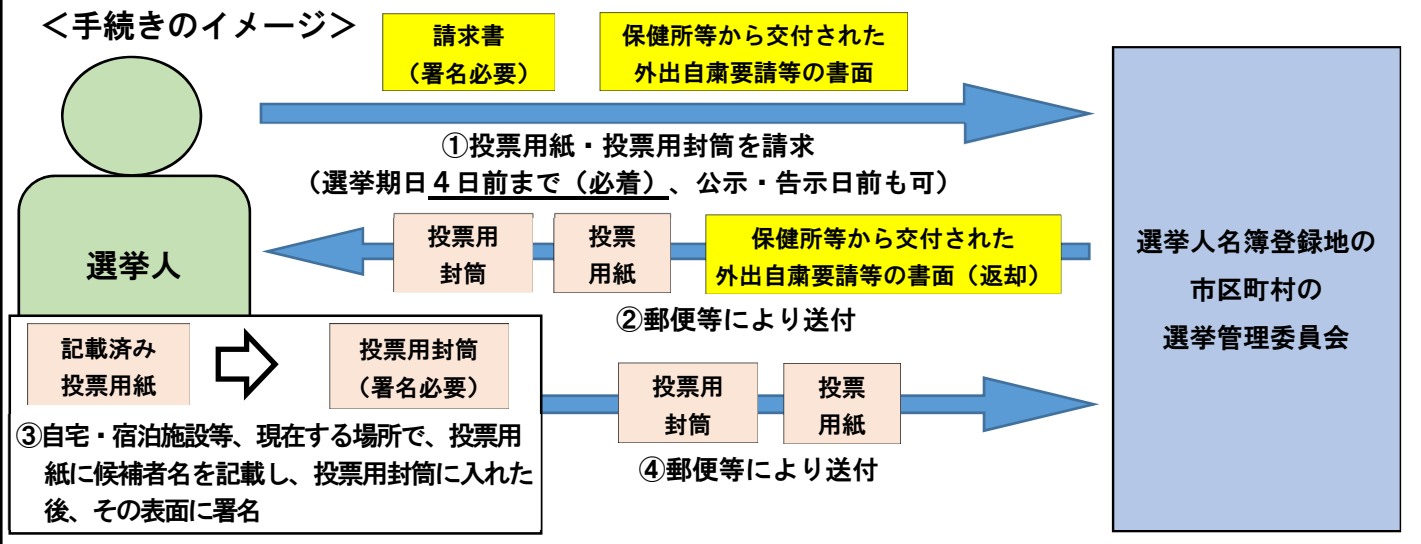 <手続きのイメージ>
請求書
(署名必要)
保健所等から交付された
外出自粛要請等の書面
①投票用紙・投票用封筒を請求
(選挙期日4日前まで(必着)、公示・告示日前も可)
選挙人
投票用
封筒
投票
用紙
保健所等から交付された
外出自粛要請等の書面(返却)
②郵便等により送付
選挙人名簿登録地の
市区町村の
選挙管理委員会
記載済み
投票用紙
投票用封筒
(署名必要)
③自宅・宿泊施設等、現在する場所で、投票用
紙に候補者名を記載し、投票用封筒に入れた
後、その表面に署名
投票用
封筒
投票
用紙
④郵便等により送付